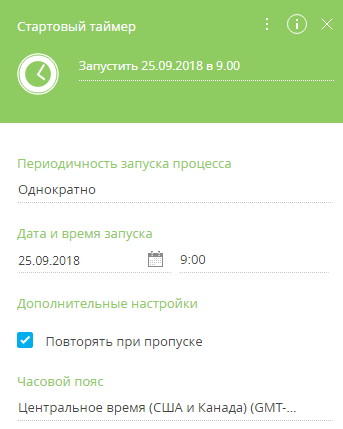 Стартовый таймер
Запустить 25.09.2018 в 9.00
Периодичность запуска процесса
Однократно
Дата и время запуска
25.09.2018 9:00
Дополнительные настройки
Повторять при пропуске
Часовой пояс
Центральное время (США и Канада) (GMT-...